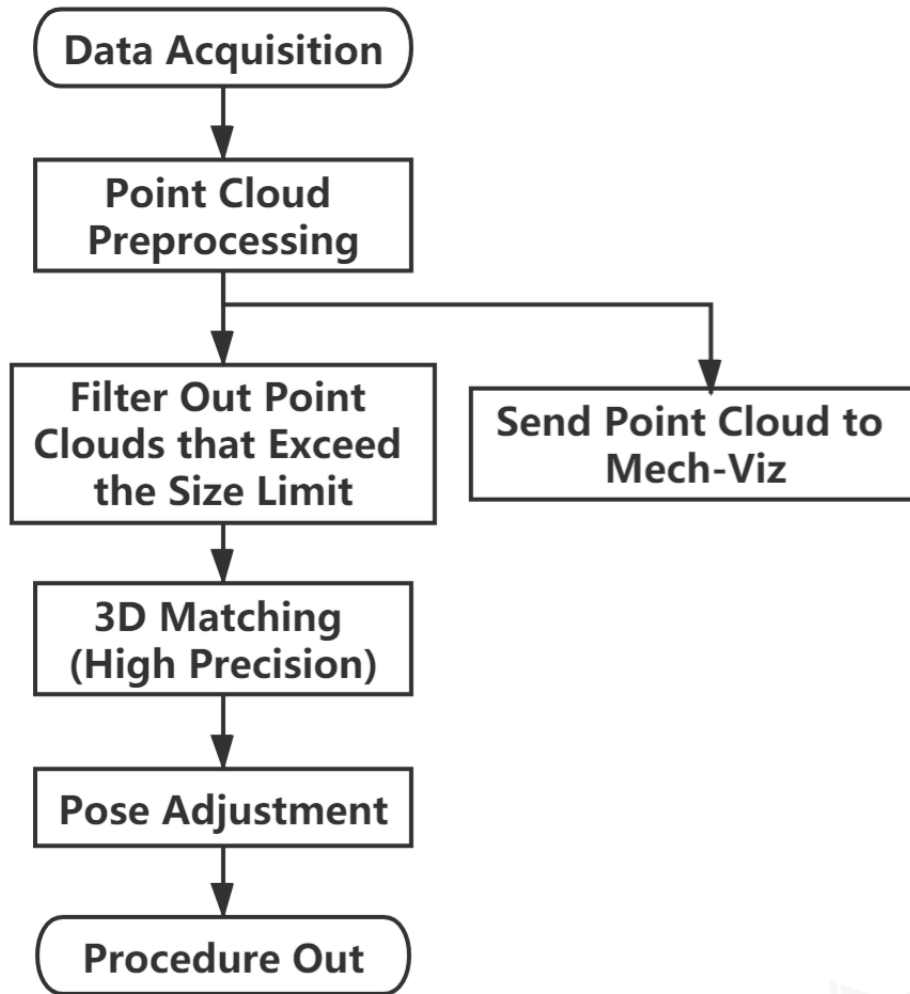 Data Acquisition
Point Cloud
Preprocessing
Filter Out Point
Clouds that Exceed
the Size Limit
Send Point Cloud to
Mech-Viz
3D Matching
(High Precision)
Pose Adjustment
Procedure Out